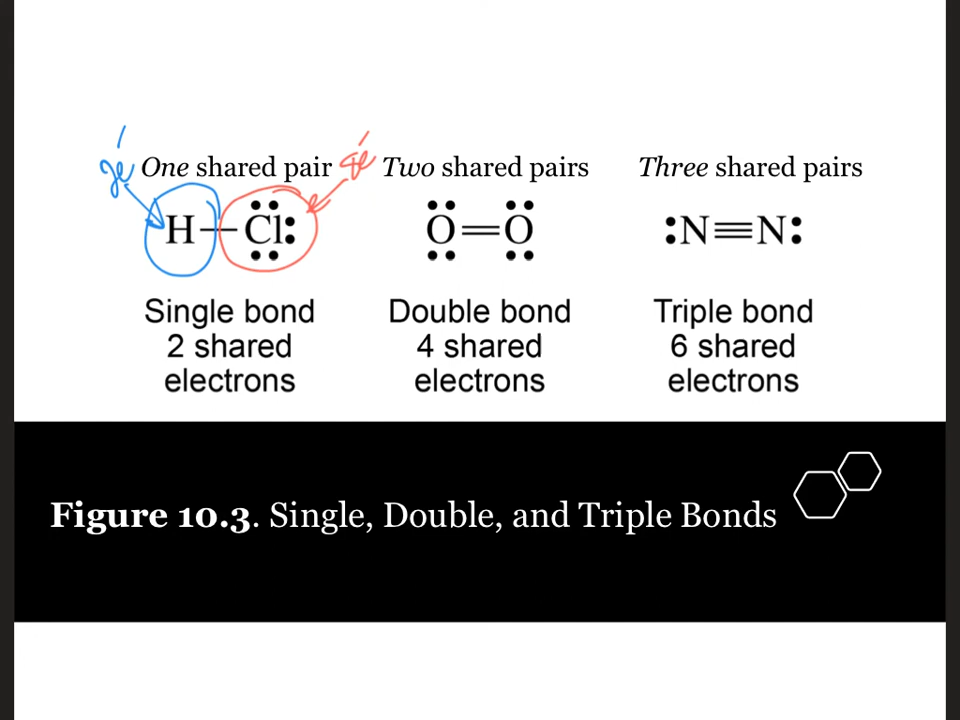 One shared pair
Two shared pairs
Three shared pairs
H—Cl
O=O
N≡N
Single bond
2 shared
electrons
Double bond
4 shared
electrons
Triple bond
6 shared
electrons
Figure 10.3. Single, Double, and Triple Bonds